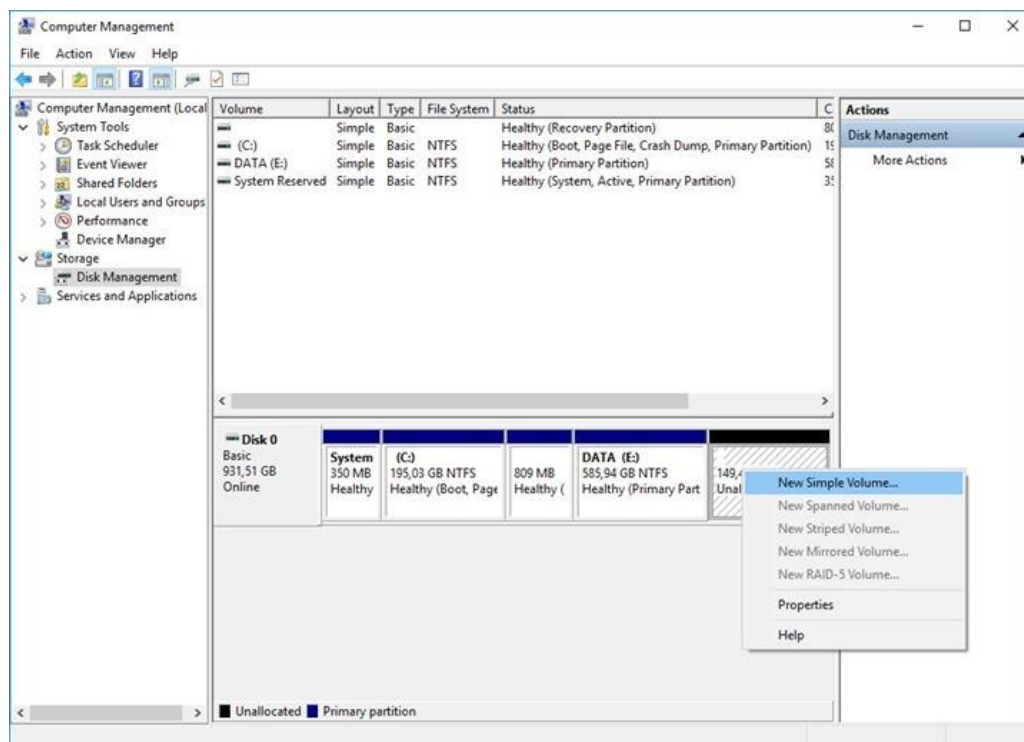 Computer Management
File Action View Help
Computer Management (Local
System Tools
Task Scheduler
Event Viewer
Shared Folders
Local Users and Groups
Performance
Device Manager
Storage
Disk Management
Services and Applications
Volume Layout Type File System Status C
Simple Basic Healthy (Recovery Partition)
(C:) Simple Basic NTFS Healthy (Boot, Page File, Crash Dump, Primary Partition) 19
DATA (E:) Simple Basic NTFS Healthy (Primary Partition) 58
System Reserved Simple Basic NTFS Healthy (System, Active, Primary Partition)
Actions
Disk Management
More Actions
Disk 0
Basic
931,51 GB
Online
System
350 MB
Healthy
(C:)
195,03 GB NTFS
Healthy (Boot, Page
809 MB
Healthy (
DATA (E:)
585,94 GB NTFS
Healthy (Primary Part
149,4
Unal
New Simple Volume...
New Spanned Volume...
New Striped Volume...
New Mirrored Volume...
New RAID-5 Volume...
Properties
Help
Unallocated Primary partition